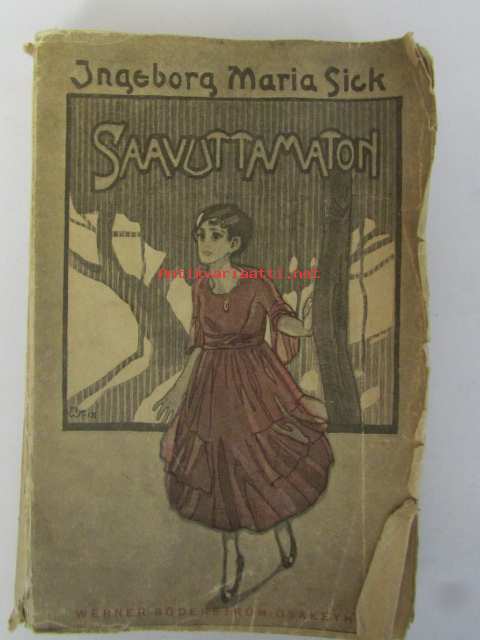 Ingeborg Maria Sick
SAAVUTTAMATON
Antikvariaatti.net
WERNER SÖDERSTRÖM OSAKEYH